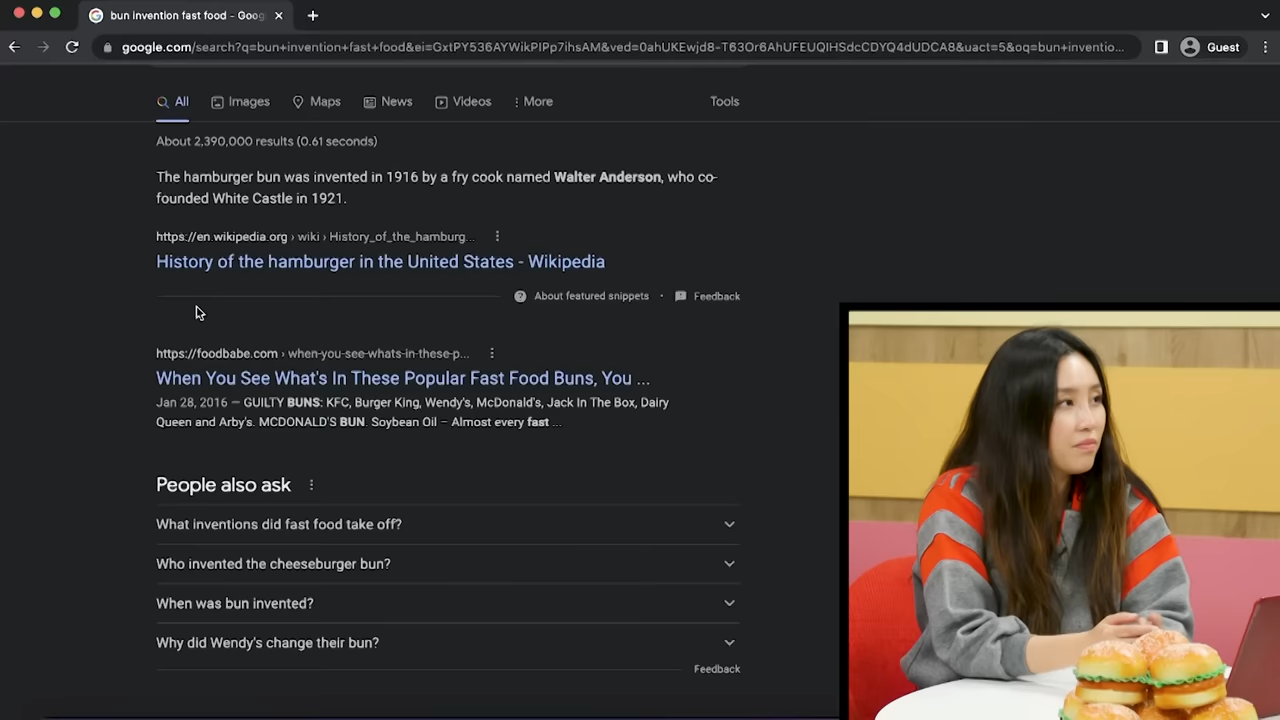 bun invention fast food - Goog
google.com/search?q=bun+invention+fast+food&ei=GxtPY536AYWikPIPp7ihsAM&ved=0ahUKEwjd8-T63Or6AhUFEUQIHSdcCDYQ4dUDCA8&uact=5&oq=bun+inventio...
Guest
All
Images
Maps
News
Videos
More
Tools
About 2,390,000 results (0.61 seconds)
The hamburger bun was invented in 1916 by a fry cook named Walter Anderson, who co-
founded White Castle in 1921.
https://en.wikipedia.org › wiki › History_of_the_hamburg...
History of the hamburger in the United States - Wikipedia
About featured snippets
Feedback
https://foodbabe.com › when-you-see-whats-in-these-p...
When You See What's In These Popular Fast Food Buns, You ...
Jan 28, 2016 — GUILTY BUNS: KFC, Burger King, Wendy's, McDonald's, Jack In The Box, Dairy
Queen and Arby's. MCDONALD'S BUN. Soybean Oil – Almost every fast ...
People also ask
What inventions did fast food take off?
Who invented the cheeseburger bun?
When was bun invented?
Why did Wendy's change their bun?
Feedback